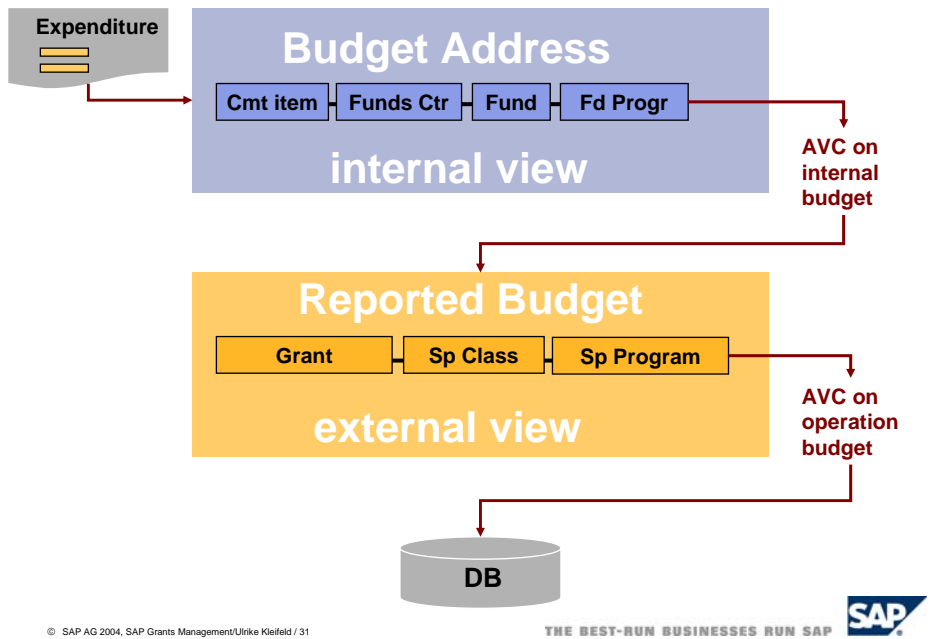 Expenditure
Budget Address
Cmt item
Funds Ctr
Fund
Fd Progr
internal view
AVC on
internal
budget
Reported Budget
Grant
Sp Class
Sp Program
external view
AVC on
operation
budget
DB
© SAP AG 2004, SAP Grants Management/Ulrike Kleifeld / 31
THE BEST-RUN BUSINESSES RUN SAP
SAP